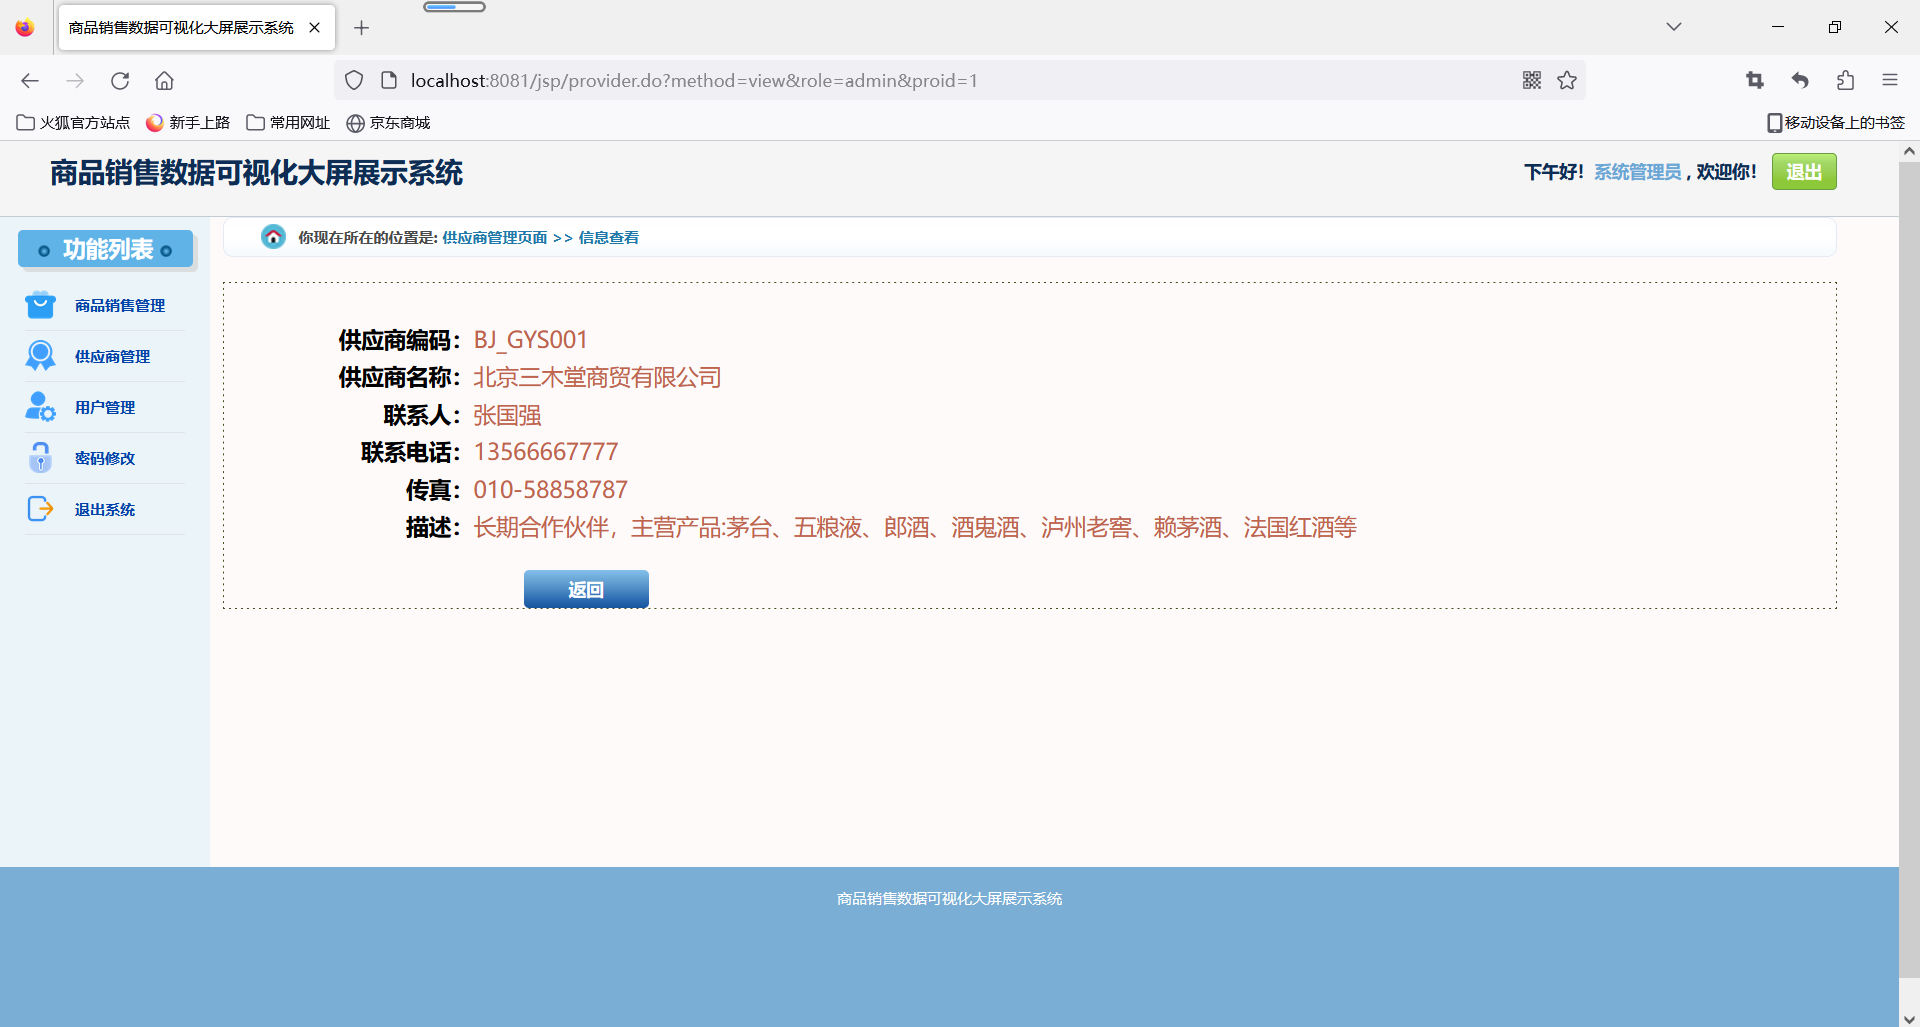 商品销售数据可视化大屏展示系统
localhost:8081/jsp/provider.do?method=view&role=admin&proid=1
火狐官方站点 新手上路 常用网址 京东商城 移动设备上的书签
商品销售数据可视化大屏展示系统
下午好！系统管理员，欢迎你！ 退出
功能列表
商品销售管理
供应商管理
用户管理
密码修改
退出系统
你现在所在的位置是: 供应商管理页面 >> 信息查看
供应商编码：BJ_GYS001
供应商名称：北京三木堂商贸有限公司
联系人：张国强
联系电话：13566667777
传真：010-58858787
描述：长期合作伙伴，主营产品:茅台、五粮液、郎酒、酒鬼酒、泸州老窖、赖茅酒、法国红酒等
返回
商品销售数据可视化大屏展示系统